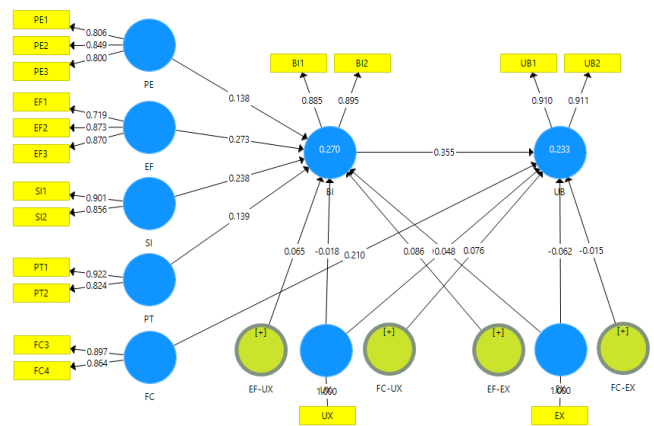 PE1
0.806
PE2
0.849
PE3
0.800
PE
EF1
0.719
EF2
0.873
EF3
0.870
EF
SI1
0.901
SI2
0.856
SI
PT1
0.922
PT2
0.824
PT
FC3
0.897
FC4
0.864
FC
BI1
BI2
0.885
0.895
0.270
BI
UB1
UB2
0.910
0.911
0.233
UB
0.138
0.273
0.238
0.139
0.355
0.065
-0.018
0.210
0.086
-0.048
0.076
-0.062
-0.015
[+]
EF-UX
1.000
UX
[+]
FC-UX
[+]
EF-EX
1.000
EX
[+]
FC-EX